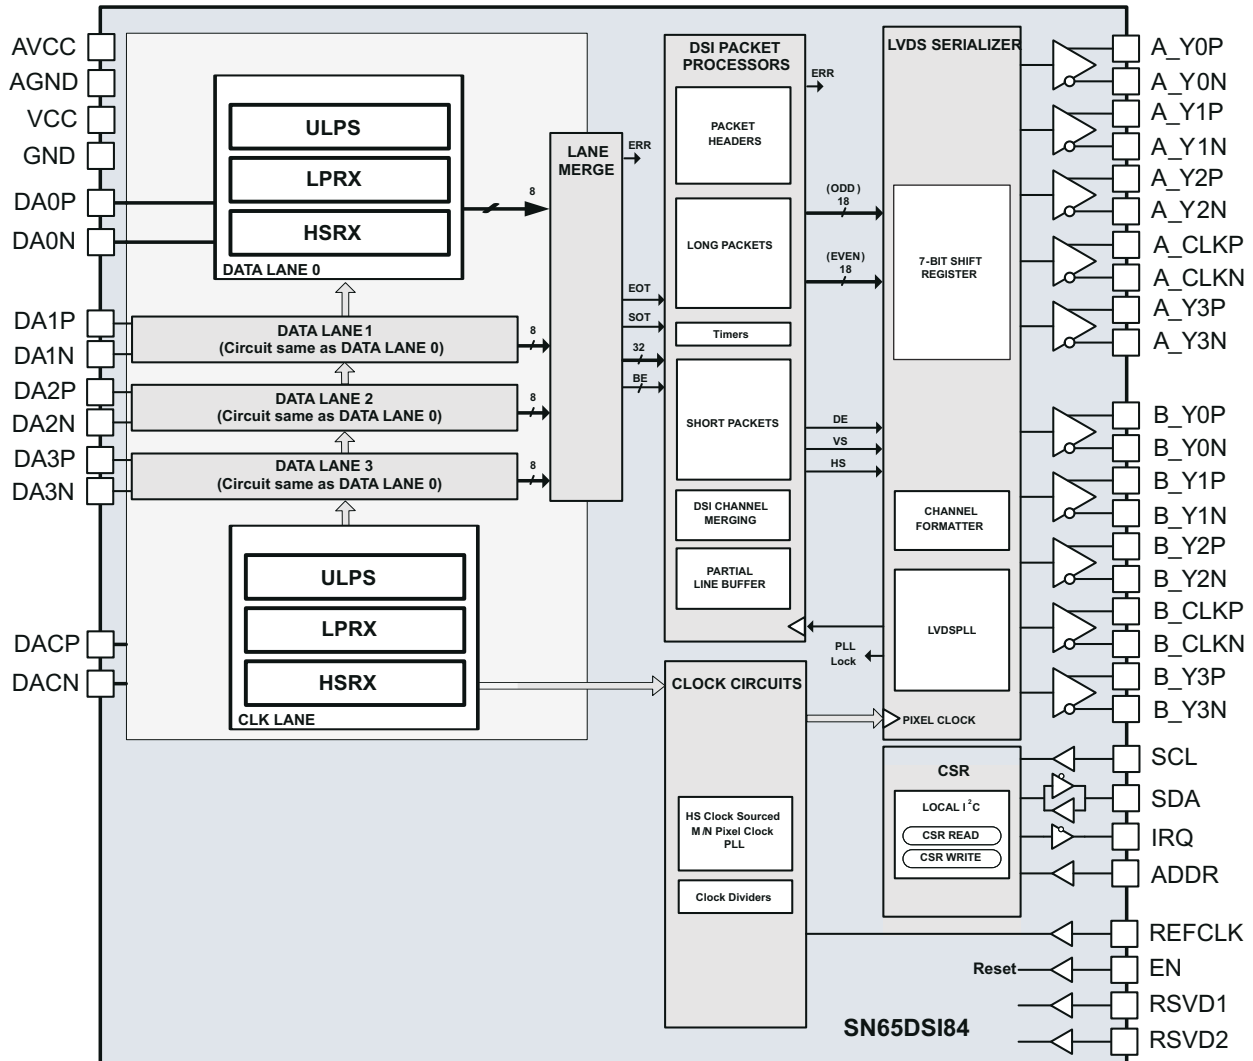 AVCC
AGND
VCC
GND
DA0P
DA0N
DA1P
DA1N
DA2P
DA2N
DA3P
DA3N
DACP
DACN
ULPS
LPRX
HSRX
DATA LANE 0
8
DATA LANE 1
(Circuit same as DATA LANE 0)
8
DATA LANE 2
(Circuit same as DATA LANE 0)
8
DATA LANE 3
(Circuit same as DATA LANE 0)
8
ULPS
LPRX
HSRX
CLK LANE
LANE
MERGE
ERR
EOT
SOT
32
BE
DSI PACKET
PROCESSORS
PACKET
HEADERS
LONG PACKETS
Timers
SHORT PACKETS
DSI CHANNEL
MERGING
PARTIAL
LINE BUFFER
ERR
(ODD)
18
(EVEN)
18
DE
VS
HS
PLL
Lock
CLOCK CIRCUITS
HS Clock Sourced
M/N Pixel Clock
PLL
Clock Dividers
LVDS SERIALIZER
7-BIT SHIFT
REGISTER
CHANNEL
FORMATTER
LVDSPLL
PIXEL CLOCK
CSR
LOCAL I²C
CSR READ
CSR WRITE
Reset
SN65DSI84
A_Y0P
A_Y0N
A_Y1P
A_Y1N
A_Y2P
A_Y2N
A_CLKP
A_CLKN
A_Y3P
A_Y3N
B_Y0P
B_Y0N
B_Y1P
B_Y1N
B_Y2P
B_Y2N
B_CLKP
B_CLKN
B_Y3P
B_Y3N
SCL
SDA
IRQ
ADDR
REFCLK
EN
RSVD1
RSVD2